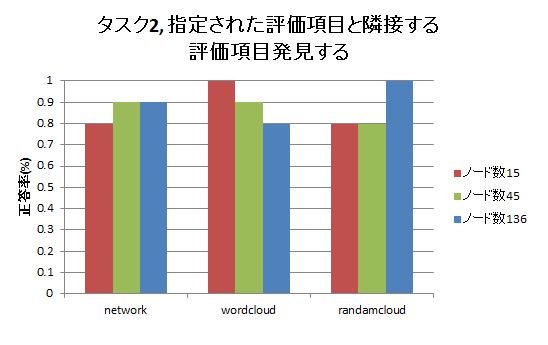 タスク2, 指定された評価項目と隣接する
評価項目発見する
正答率(%)
1
0.9
0.8
0.7
0.6
0.5
0.4
0.3
0.2
0.1
0
network
wordcloud
randamcloud
ノード数15
ノード数45
ノード数136